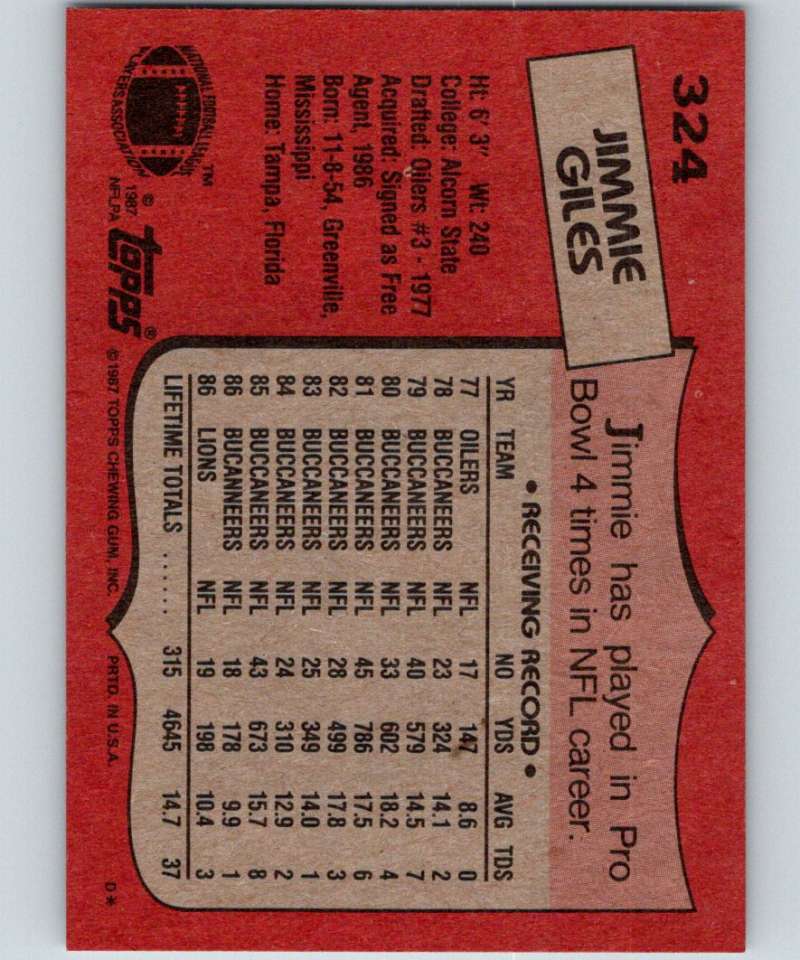 324
JIMMIE
GILES
Ht: 6' 3" Wt: 240
College: Alcorn State
Drafted: Oilers #3 - 1977
Acquired: Signed as Free
Agent, 1986
Born: 11-8-54, Greenville,
Mississippi
Home: Tampa, Florida
NATIONAL FOOTBALL LEAGUE
PLAYERS ASSOCIATION
™
© 1987
NFLPA
topps®
Jimmie has played in Pro
Bowl 4 times in NFL career.
• RECEIVING RECORD •
YR TEAM NO YDS AVG TDS
77 OILERS NFL 17 147 8.6 0
78 BUCCANEERS NFL 23 324 14.1 2
79 BUCCANEERS NFL 40 579 14.5 7
80 BUCCANEERS NFL 33 602 18.2 4
81 BUCCANEERS NFL 45 786 17.5 6
82 BUCCANEERS NFL 28 499 17.8 3
83 BUCCANEERS NFL 25 349 14.0 1
84 BUCCANEERS NFL 24 310 12.9 2
85 BUCCANEERS NFL 43 673 15.7 8
86 BUCANNEERS NFL 18 178 9.9 1
86 LIONS NFL 19 198 10.4 3
LIFETIME TOTALS ...... 315 4645 14.7 37
© 1987 TOPPS CHEWING GUM, INC. PRTD. IN U.S.A. D*